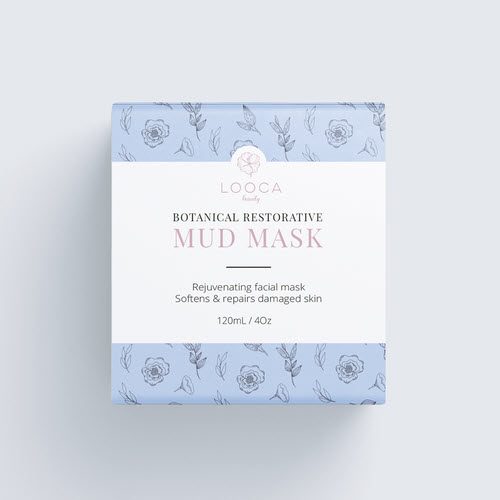 LOOCA
beauty
BOTANICAL RESTORATIVE
MUD MASK
Rejuvenating facial mask
Softens & repairs damaged skin
120mL / 4Oz